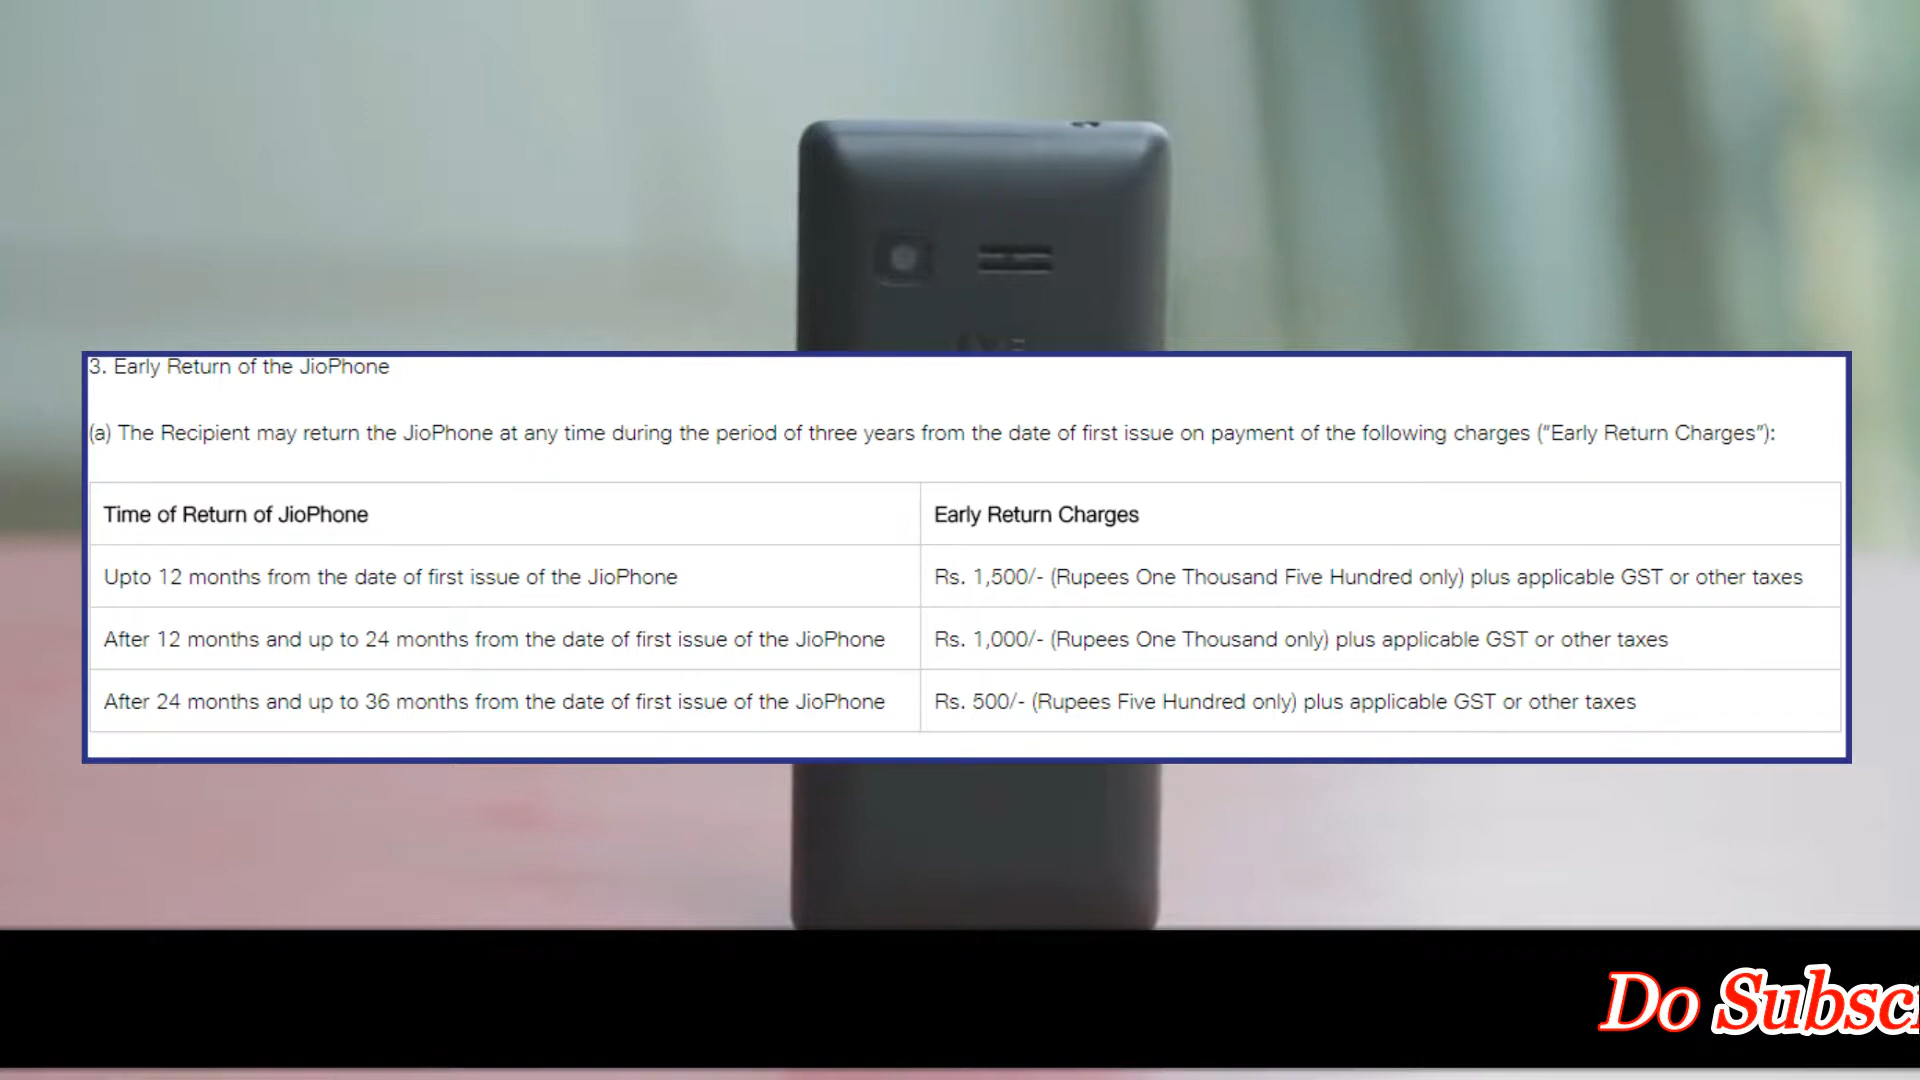 3. Early Return of the JioPhone
(a) The Recipient may return the JioPhone at any time during the period of three years from the date of first issue on payment of the following charges ("Early Return Charges"):
Time of Return of JioPhone Early Return Charges
Upto 12 months from the date of first issue of the JioPhone Rs. 1,500/- (Rupees One Thousand Five Hundred only) plus applicable GST or other taxes
After 12 months and up to 24 months from the date of first issue of the JioPhone Rs. 1,000/- (Rupees One Thousand only) plus applicable GST or other taxes
After 24 months and up to 36 months from the date of first issue of the JioPhone Rs. 500/- (Rupees Five Hundred only) plus applicable GST or other taxes
Do Subsc